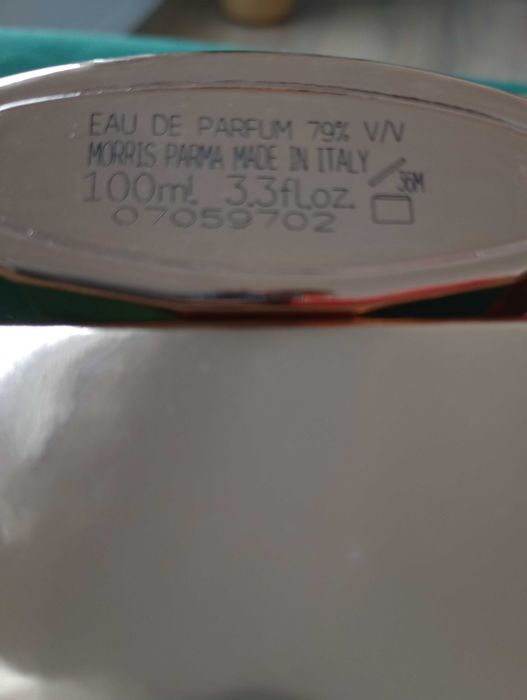 EAU DE PARFUM 79% V/V
MORRIS PARMA MADE IN ITALY
36M
100ml. 3.3fl.oz.
07059702